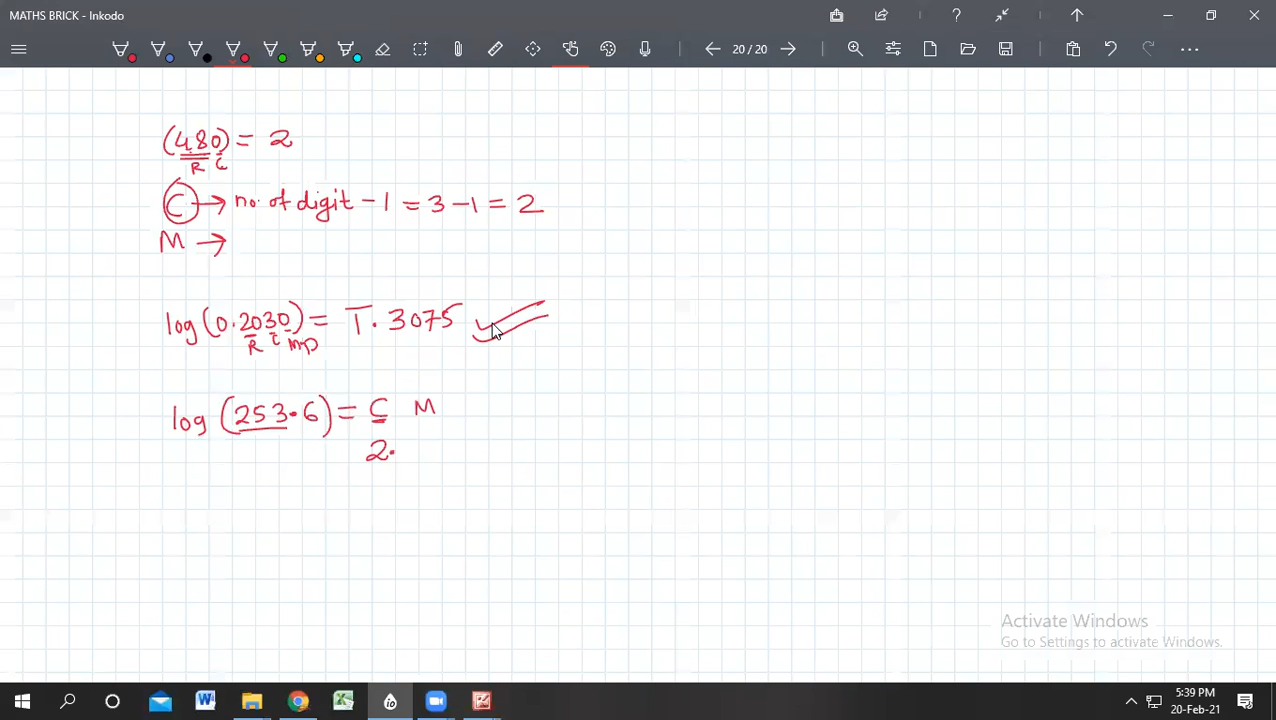 MATHS BRICK - Inkodo
20 / 20
(480) = 2
R C
C → no. of digit - 1 = 3 - 1 = 2
M →
log (0.2030) = 1̅.3075
R C MD
log (253.6) = C M
2.
Activate Windows
Go to Settings to activate Windows.
5:39 PM
20-Feb-21